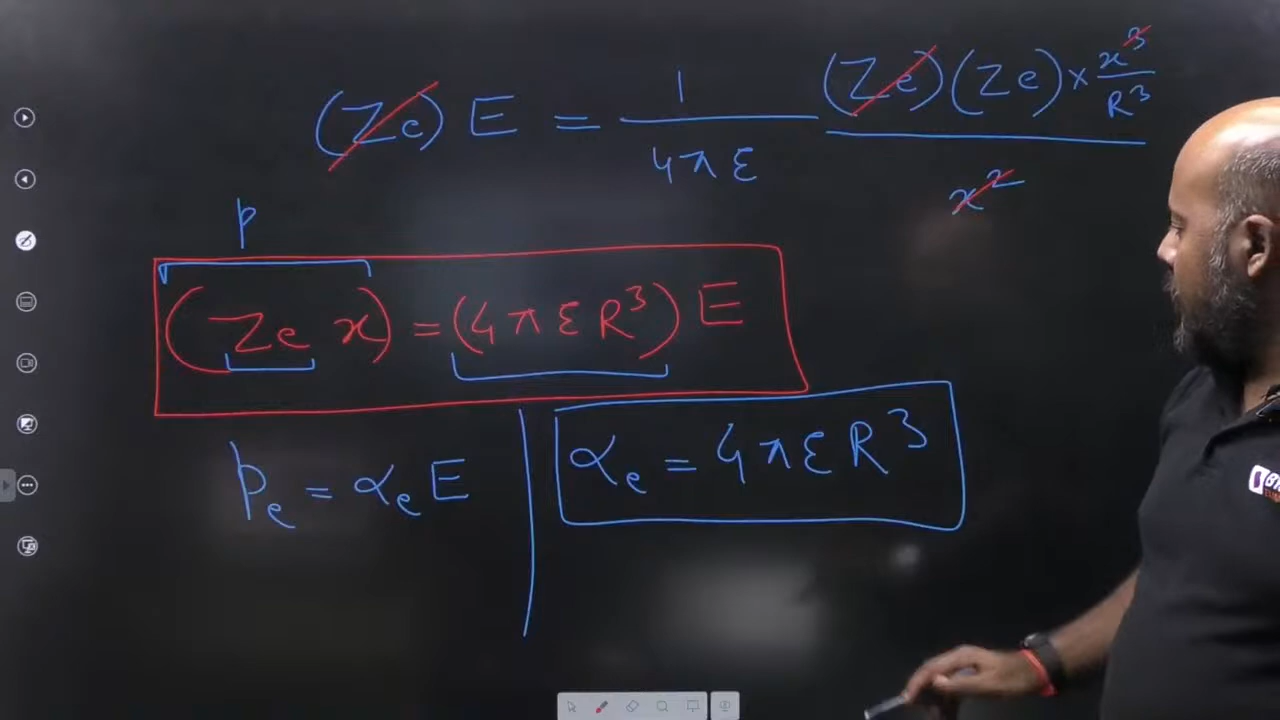 (Ze) E = 1 / 4πε (Ze)(Ze) × x³/R³ / x²
p
(Ze x) = (4πεR³) E
pₑ = αₑ E
αₑ = 4πεR³